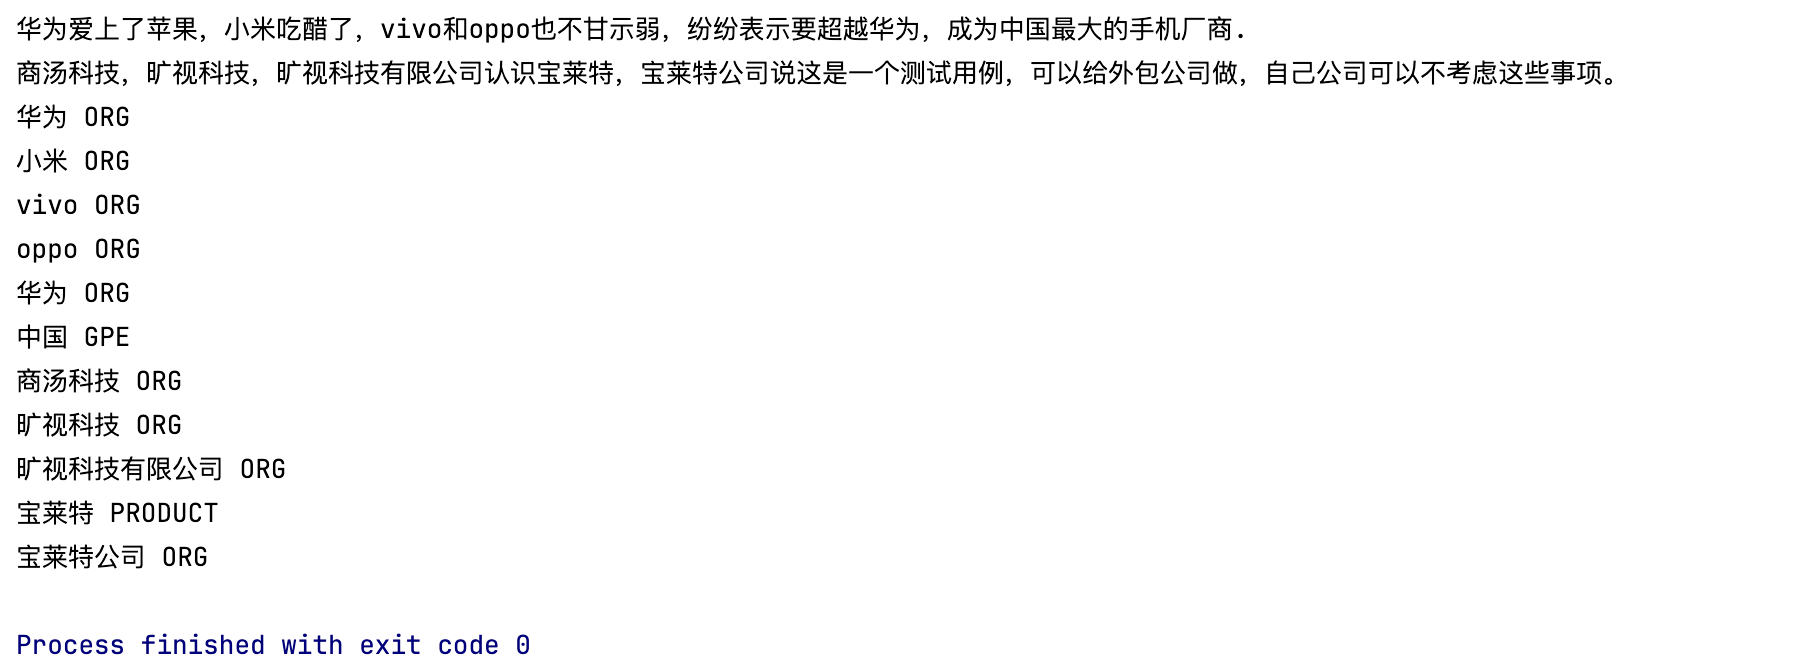 华为爱上了苹果，小米吃醋了，vivo和oppo也不甘示弱，纷纷表示要超越华为，成为中国最大的手机厂商.
商汤科技，旷视科技，旷视科技有限公司认识宝莱特，宝莱特公司说这是一个测试用例，可以给外包公司做，自己公司可以不考虑这些事项。
华为 ORG
小米 ORG
vivo ORG
oppo ORG
华为 ORG
中国 GPE
商汤科技 ORG
旷视科技 ORG
旷视科技有限公司 ORG
宝莱特 PRODUCT
宝莱特公司 ORG
Process finished with exit code 0